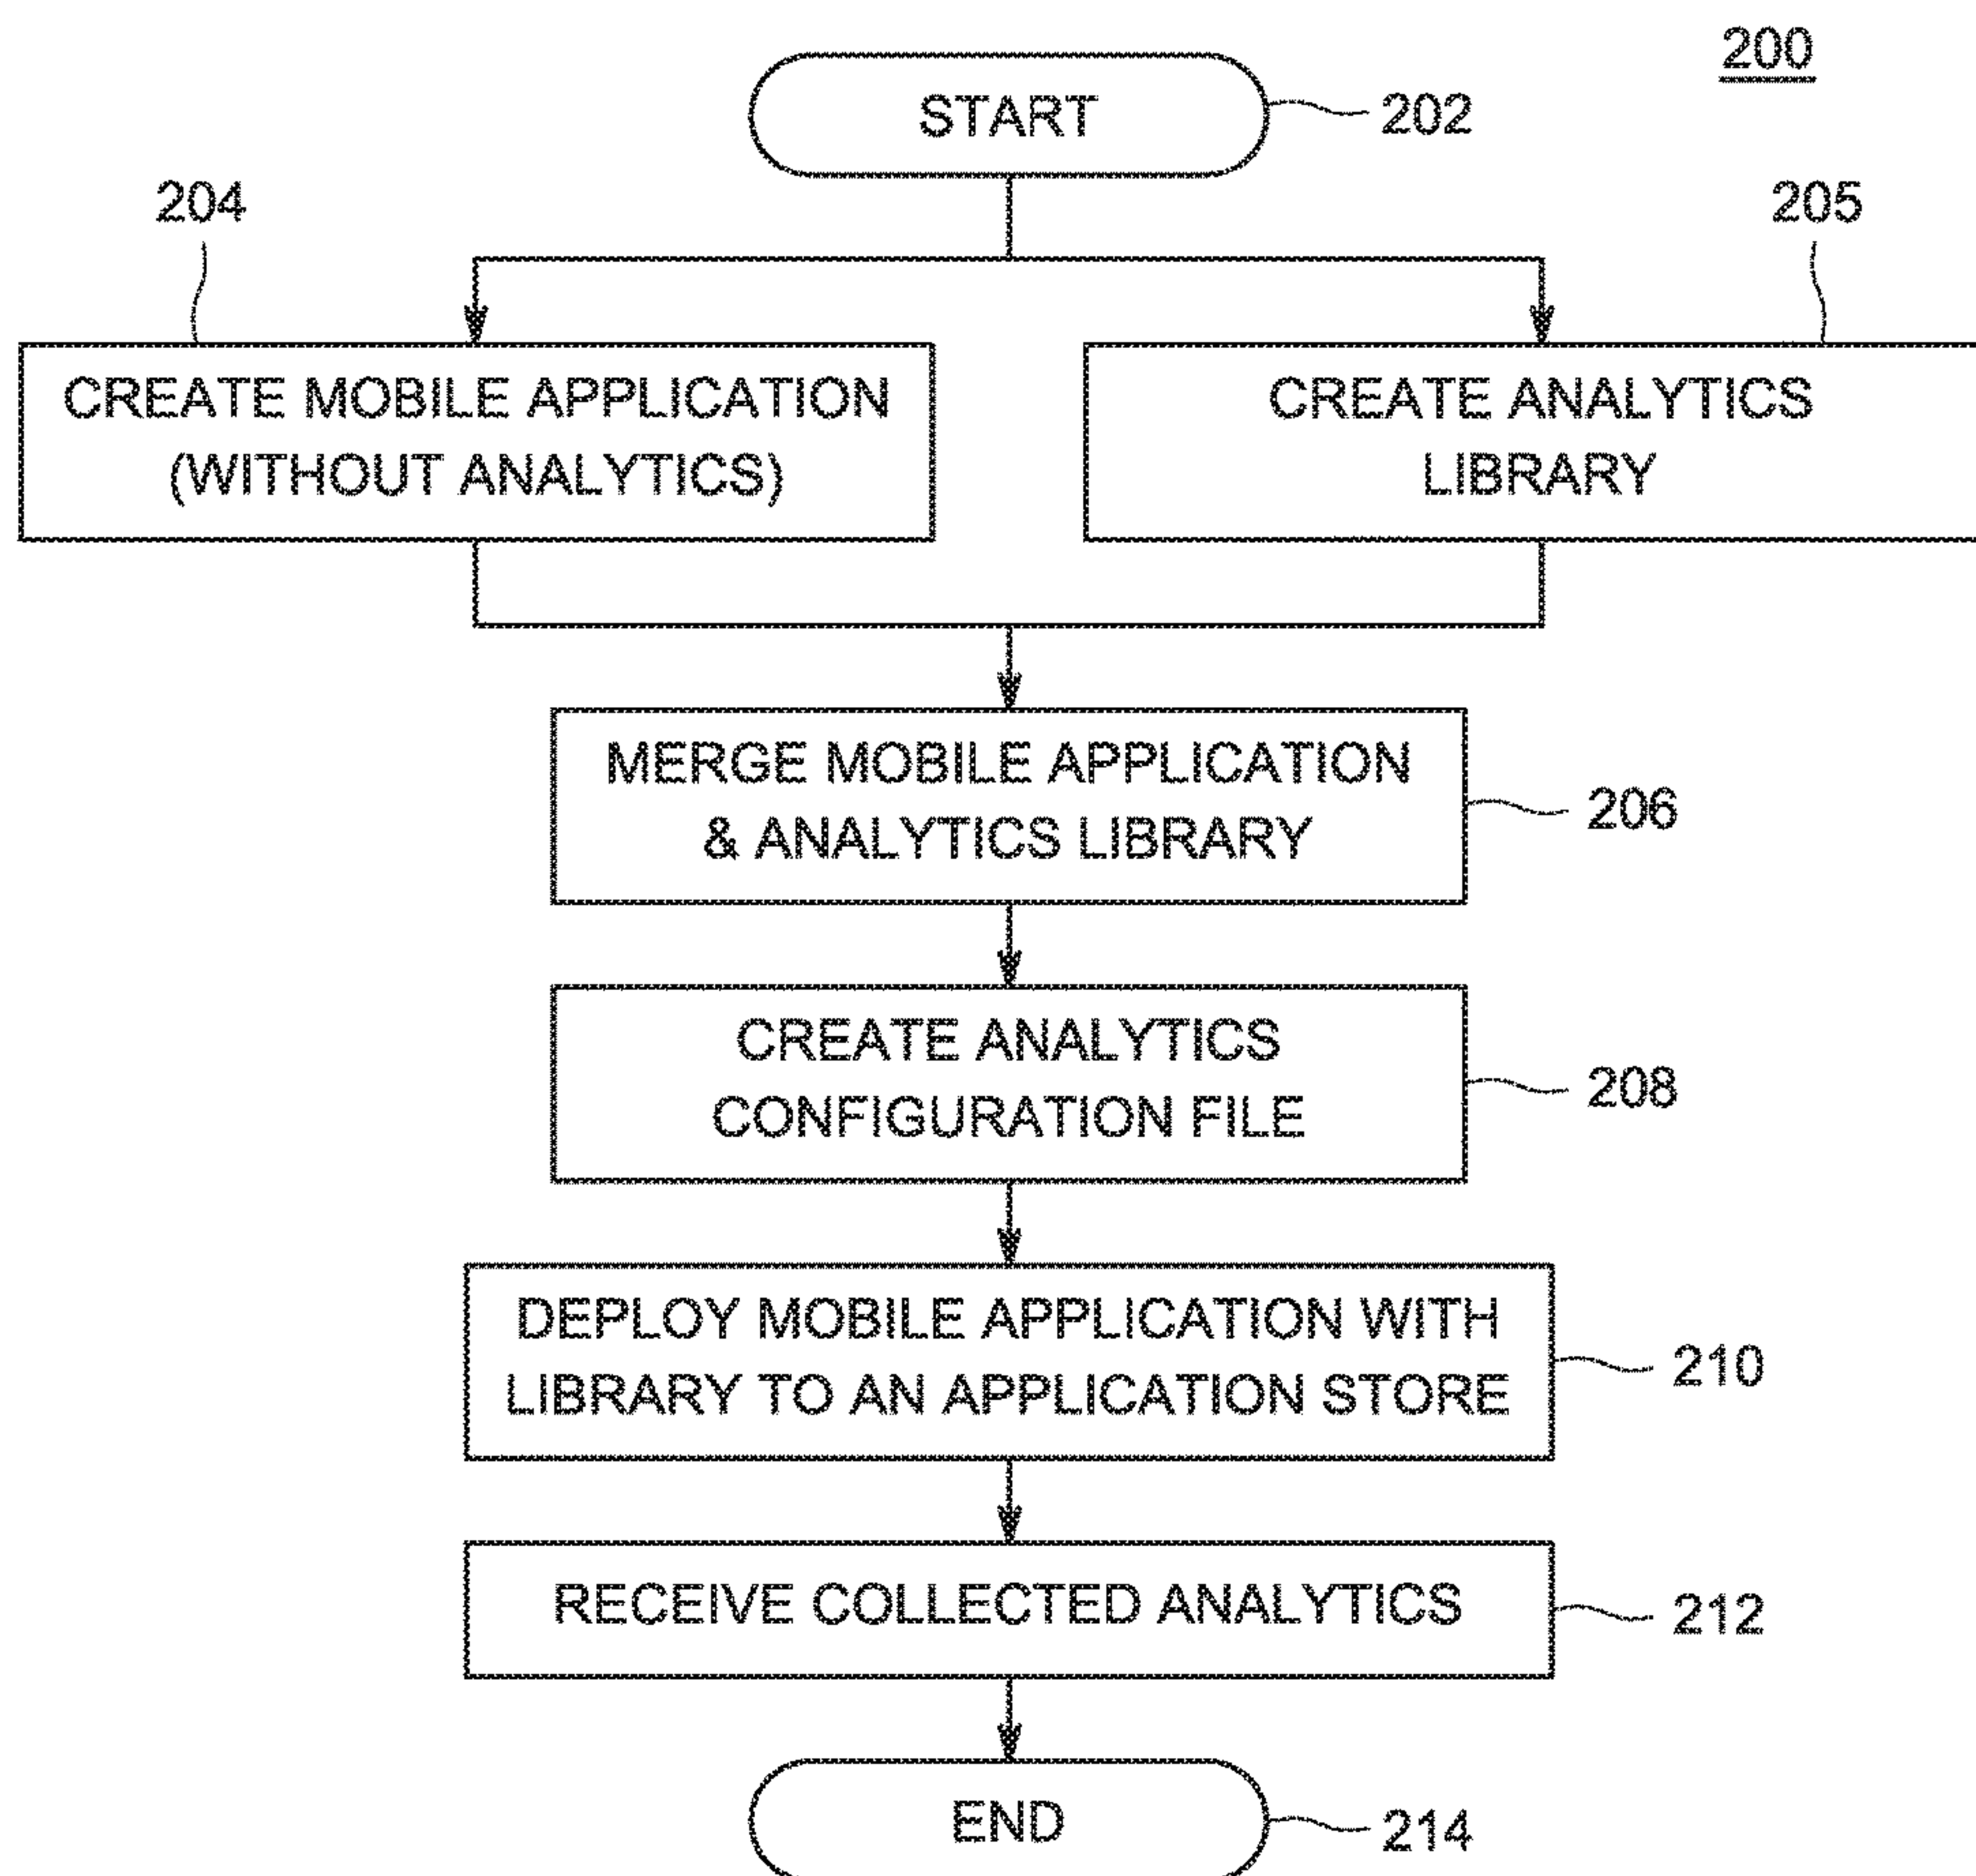 200
START
202
204
205
CREATE MOBILE APPLICATION
(WITHOUT ANALYTICS)
CREATE ANALYTICS
LIBRARY
MERGE MOBILE APPLICATION
& ANALYTICS LIBRARY
206
CREATE ANALYTICS
CONFIGURATION FILE
208
DEPLOY MOBILE APPLICATION WITH
LIBRARY TO AN APPLICATION STORE
210
RECEIVE COLLECTED ANALYTICS
212
END
214